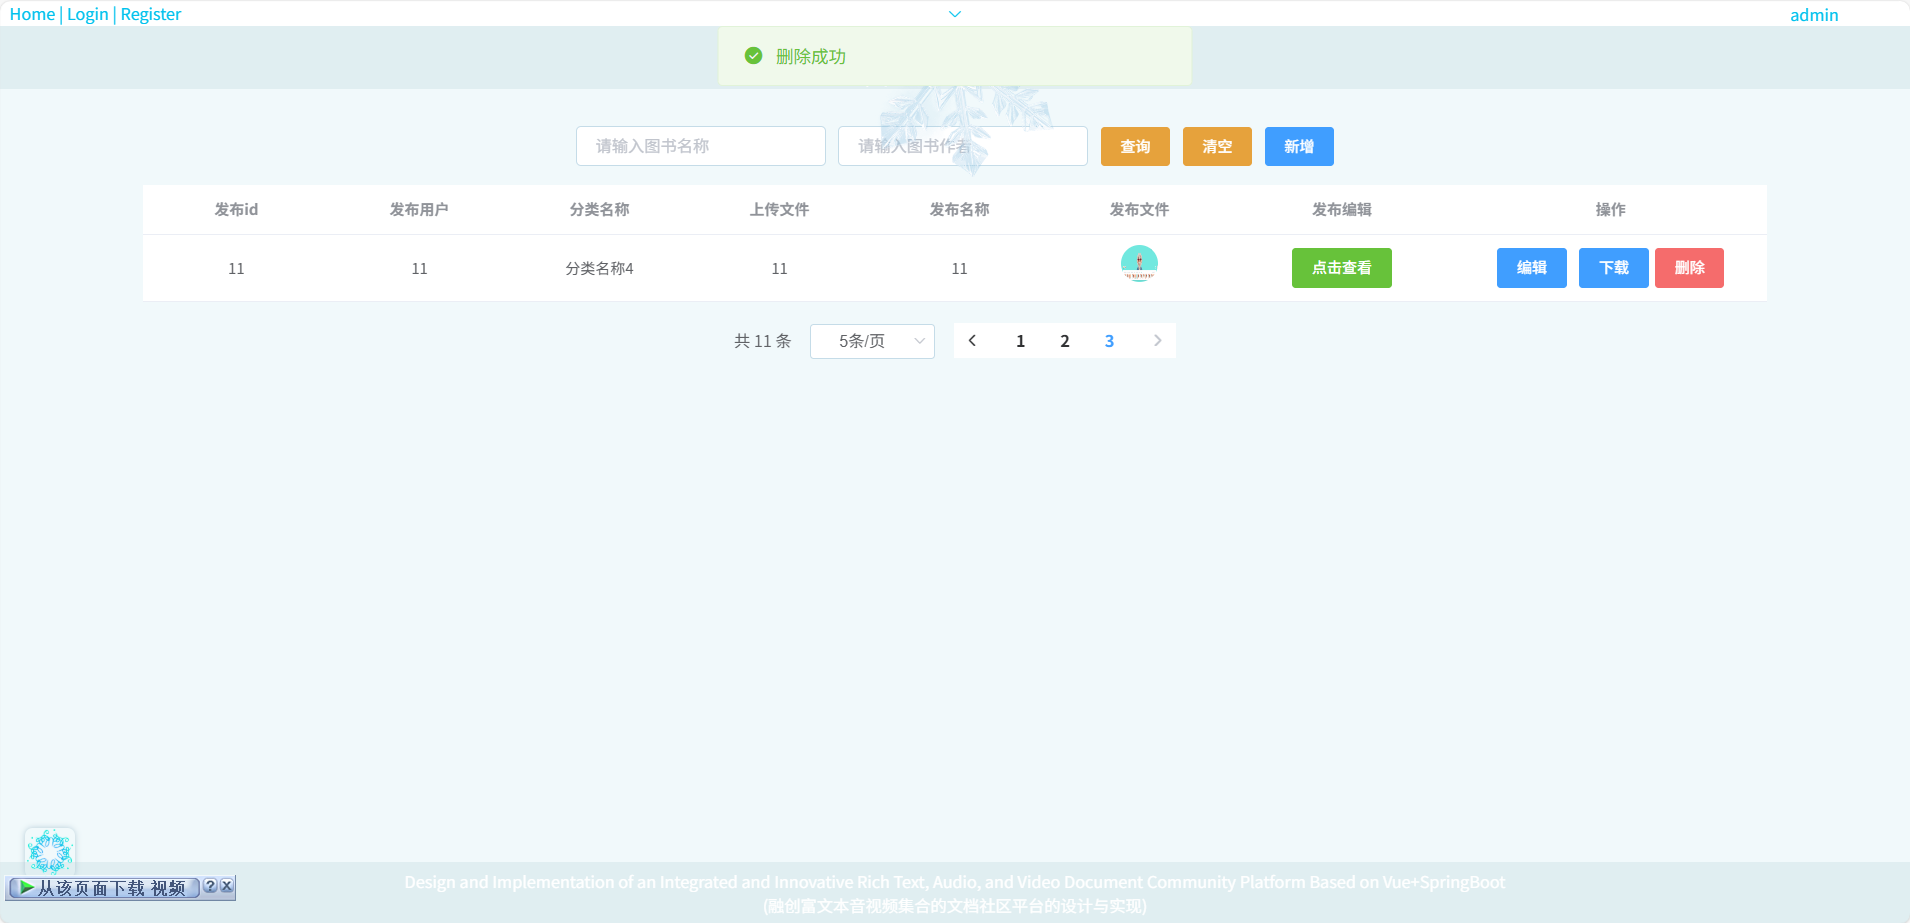 Home | Login | Register
admin
删除成功
请输入图书名称
请输入图书作者
查询
清空
新增
发布id
发布用户
分类名称
上传文件
发布名称
发布文件
发布编辑
操作
11
11
分类名称4
11
11
点击查看
编辑
下载
删除
共 11 条
5条/页
1
2
3
从该页面下载 视频
?
Design and Implementation of an Integrated and Innovative Rich Text, Audio, and Video Document Community Platform Based on Vue+SpringBoot
(融创富文本音视频集合的文档社区平台的设计与实现)